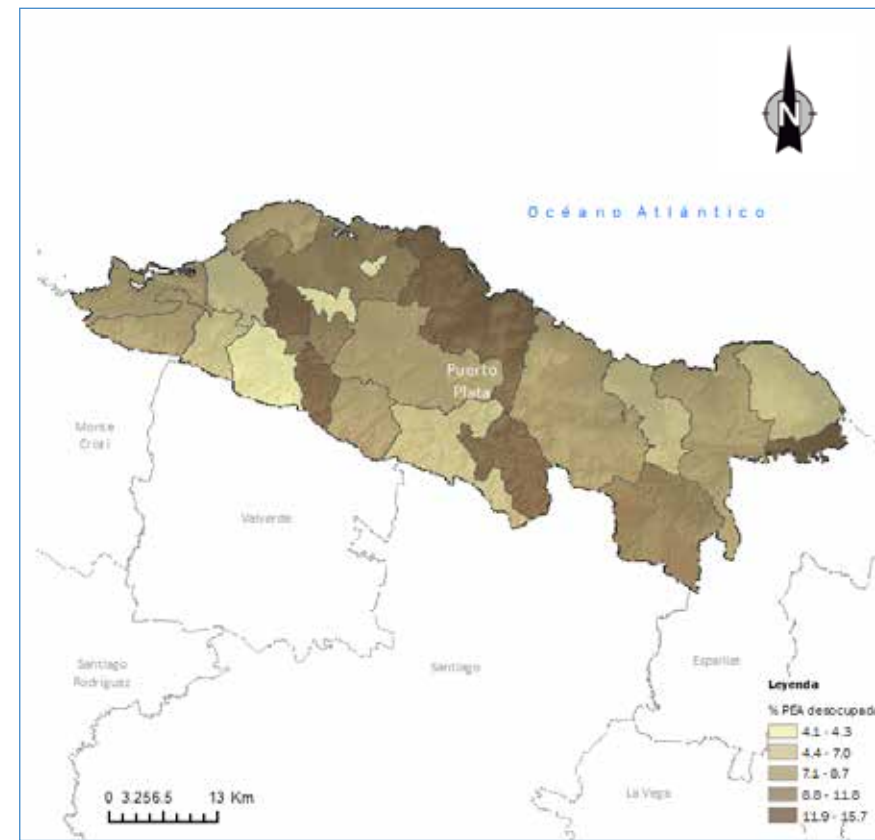 N
Océano Atlántico
Puerto
Plata
Monte
Cristi
Valverde
Santiago
Rodríguez
Santiago
Espaillat
La Vega
Leyenda
% PEA desocupada
4.1 - 4.3
4.4 - 7.0
7.1 - 8.7
8.8 - 11.8
11.9 - 15.7
0 3.256.5 13 Km